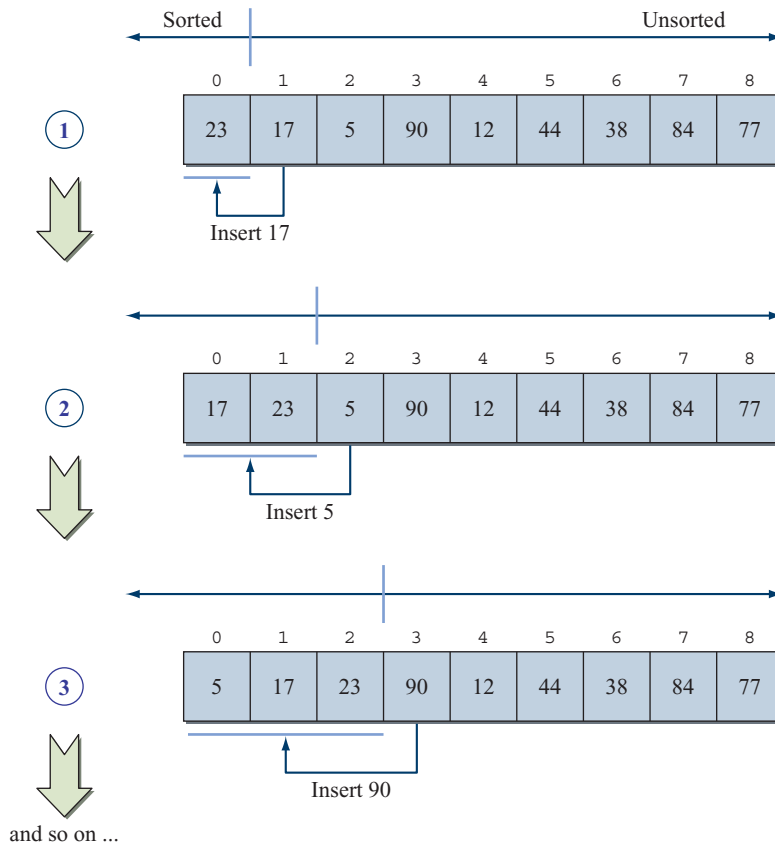 Sorted Unsorted
0 1 2 3 4 5 6 7 8
1 23 17 5 90 12 44 38 84 77
Insert 17
0 1 2 3 4 5 6 7 8
2 17 23 5 90 12 44 38 84 77
Insert 5
0 1 2 3 4 5 6 7 8
3 5 17 23 90 12 44 38 84 77
Insert 90
and so on ...